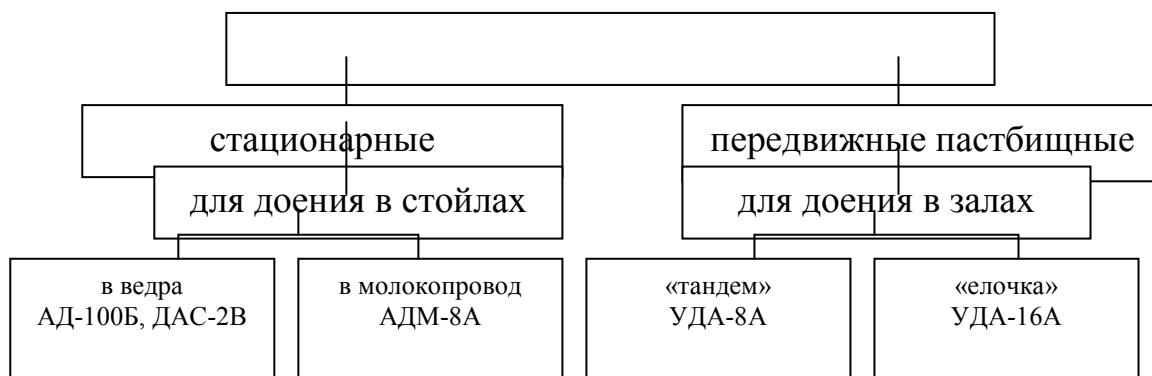 стационарные
передвижные пастбищные
для доения в стойлах
для доения в залах
в ведра
АД-100Б, ДАС-2В
в молокопровод
АДМ-8А
«тандем»
УДА-8А
«елочка»
УДА-16А